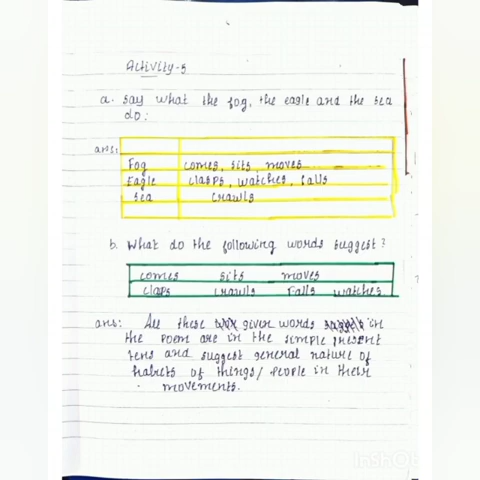 Activity-5
a. Say what the fog, the eagle and the sea
do:
ans:
Fog comes, sits, moves
Eagle clasps, watches, falls
Sea crawls
b. What do the following words suggest?
comes sits moves
claps crawls Falls watches
ans: All these given words in
the poem are in the simple present
tens and suggest general nature of
habits of things/people in their
movements.
InShO